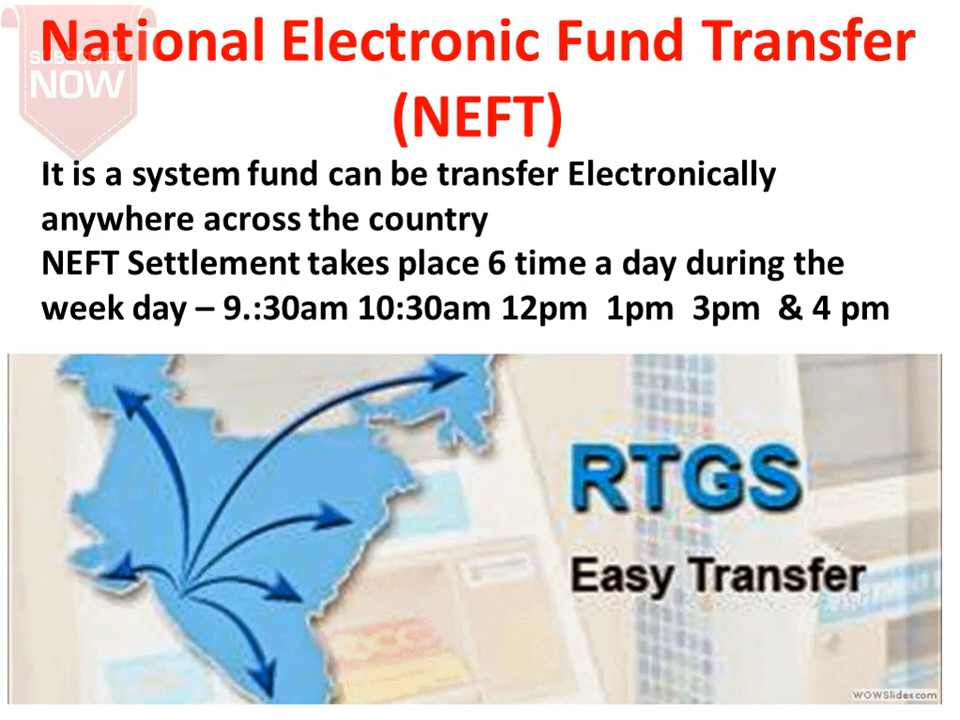 National Electronic Fund Transfer
(NEFT)
SUBSCRIBE
NOW
It is a system fund can be transfer Electronically
anywhere across the country
NEFT Settlement takes place 6 time a day during the
week day – 9.:30am 10:30am 12pm 1pm 3pm & 4 pm
RTGS
Easy Transfer
WOWSlides.com